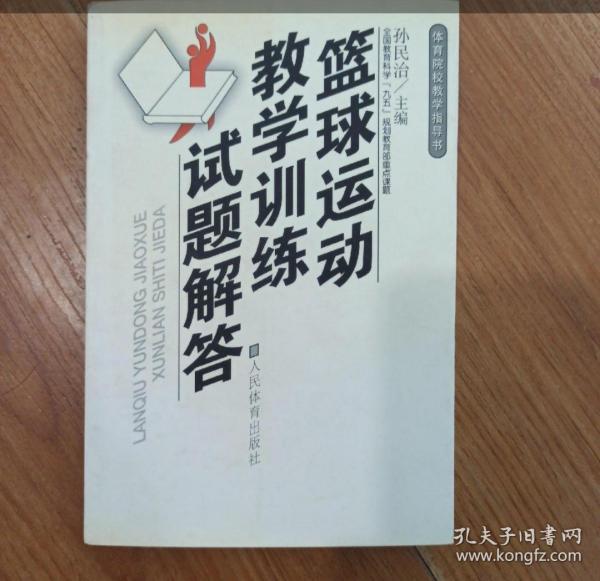 体育院校教学指导书
孙民治／主编
全国教育科学「九五」规划教育部重点课题
篮球运动
教学训练
试题解答
LANQIU YUNDONG JIAOXUE
XUNLIAN SHITI JIEDA
人民体育出版社
孔夫子旧书网
www.kongfz.com